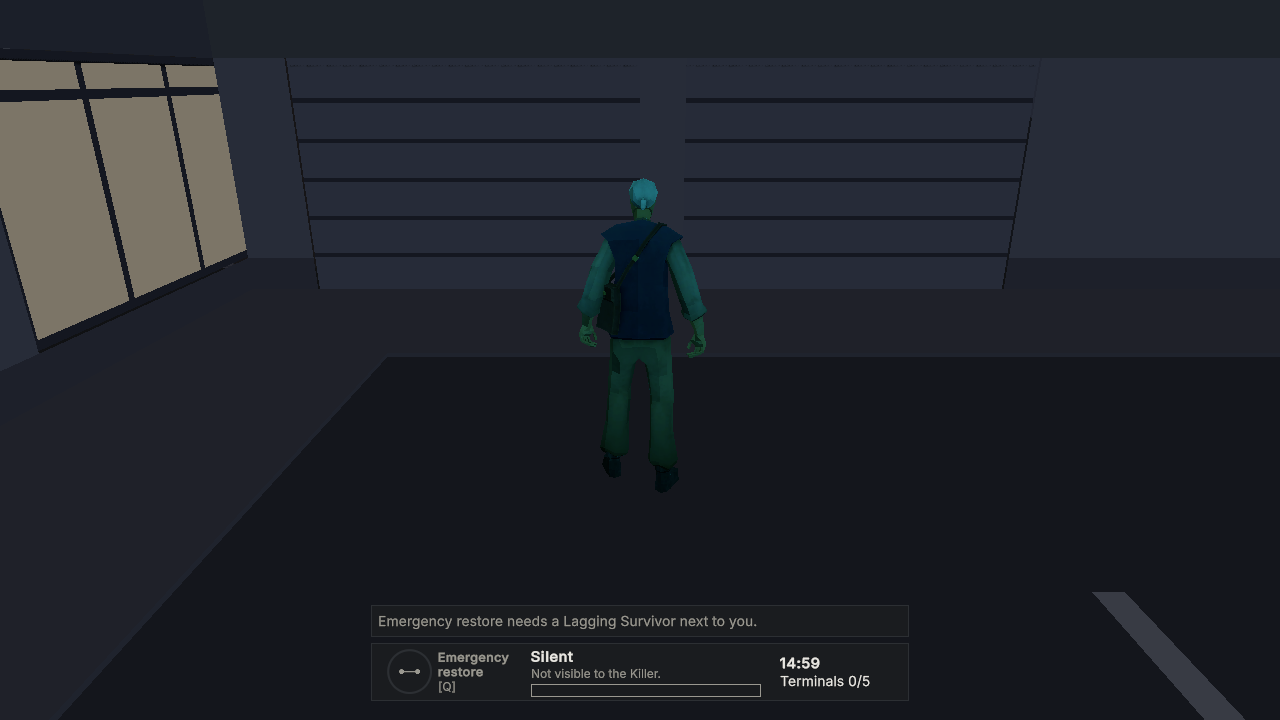 Emergency restore needs a Lagging Survivor next to you.
Emergency
restore
[Q]
Silent
Not visible to the Killer.
14:59
Terminals 0/5